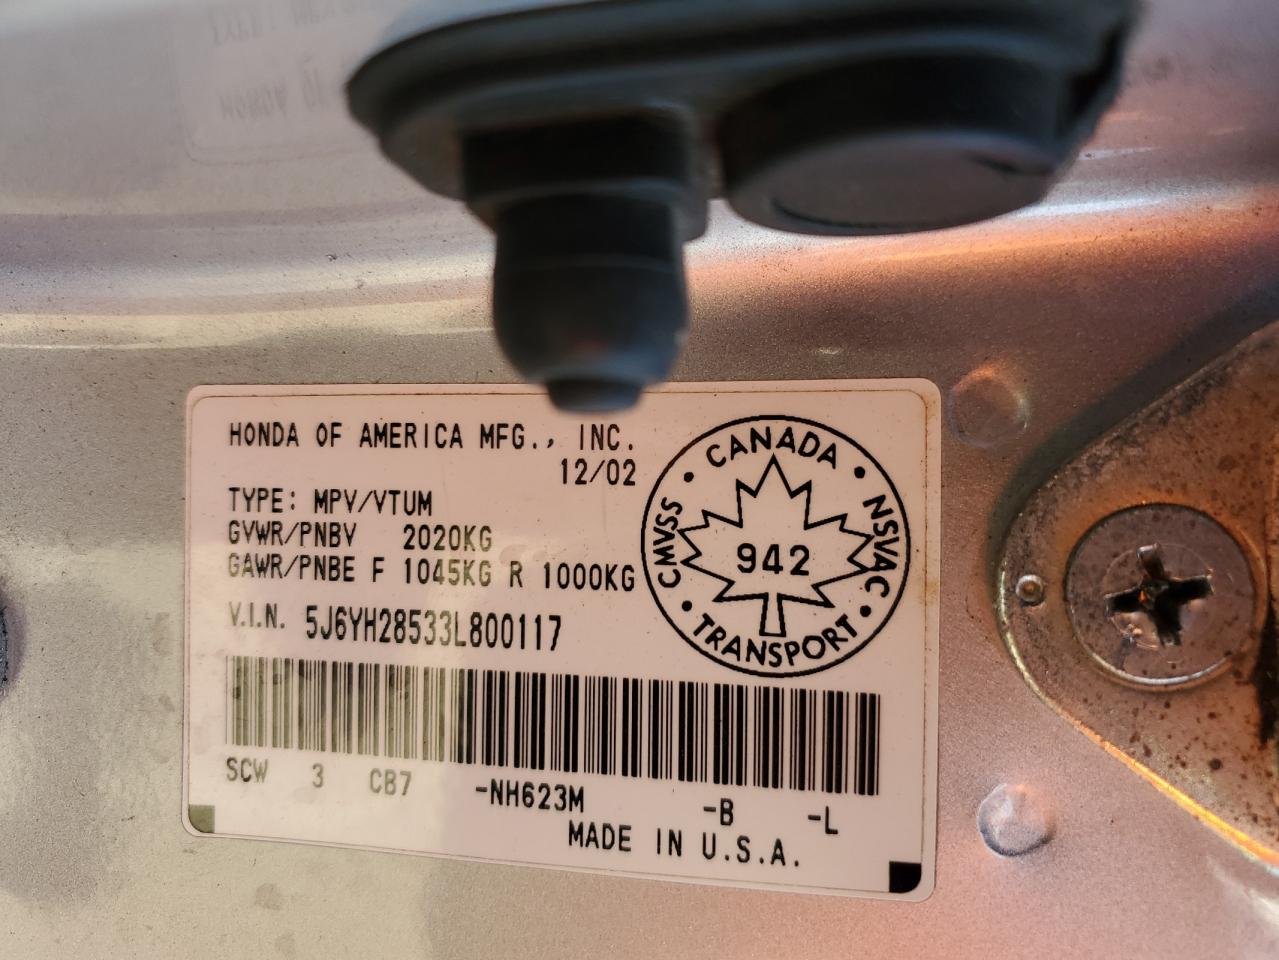 HONDA OF AMERICA MFG., INC.
12/02
TYPE: MPV/VTUM
GVWR/PNBV 2020KG
GAWR/PNBE F 1045KG R 1000KG
V.I.N. 5J6YH28533L800117
CANADA
CMVSS
942
NSVAC
TRANSPORT
SCW 3 CB7 -NH623M -B -L
MADE IN U.S.A.